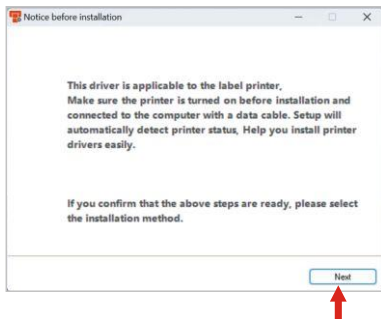 Notice before installation
This driver is applicable to the label printer,
Make sure the printer is turned on before installation and
connected to the computer with a data cable. Setup will
automatically detect printer status, Help you install printer
drivers easily.
If you confirm that the above steps are ready, please select
the installation method.
Next